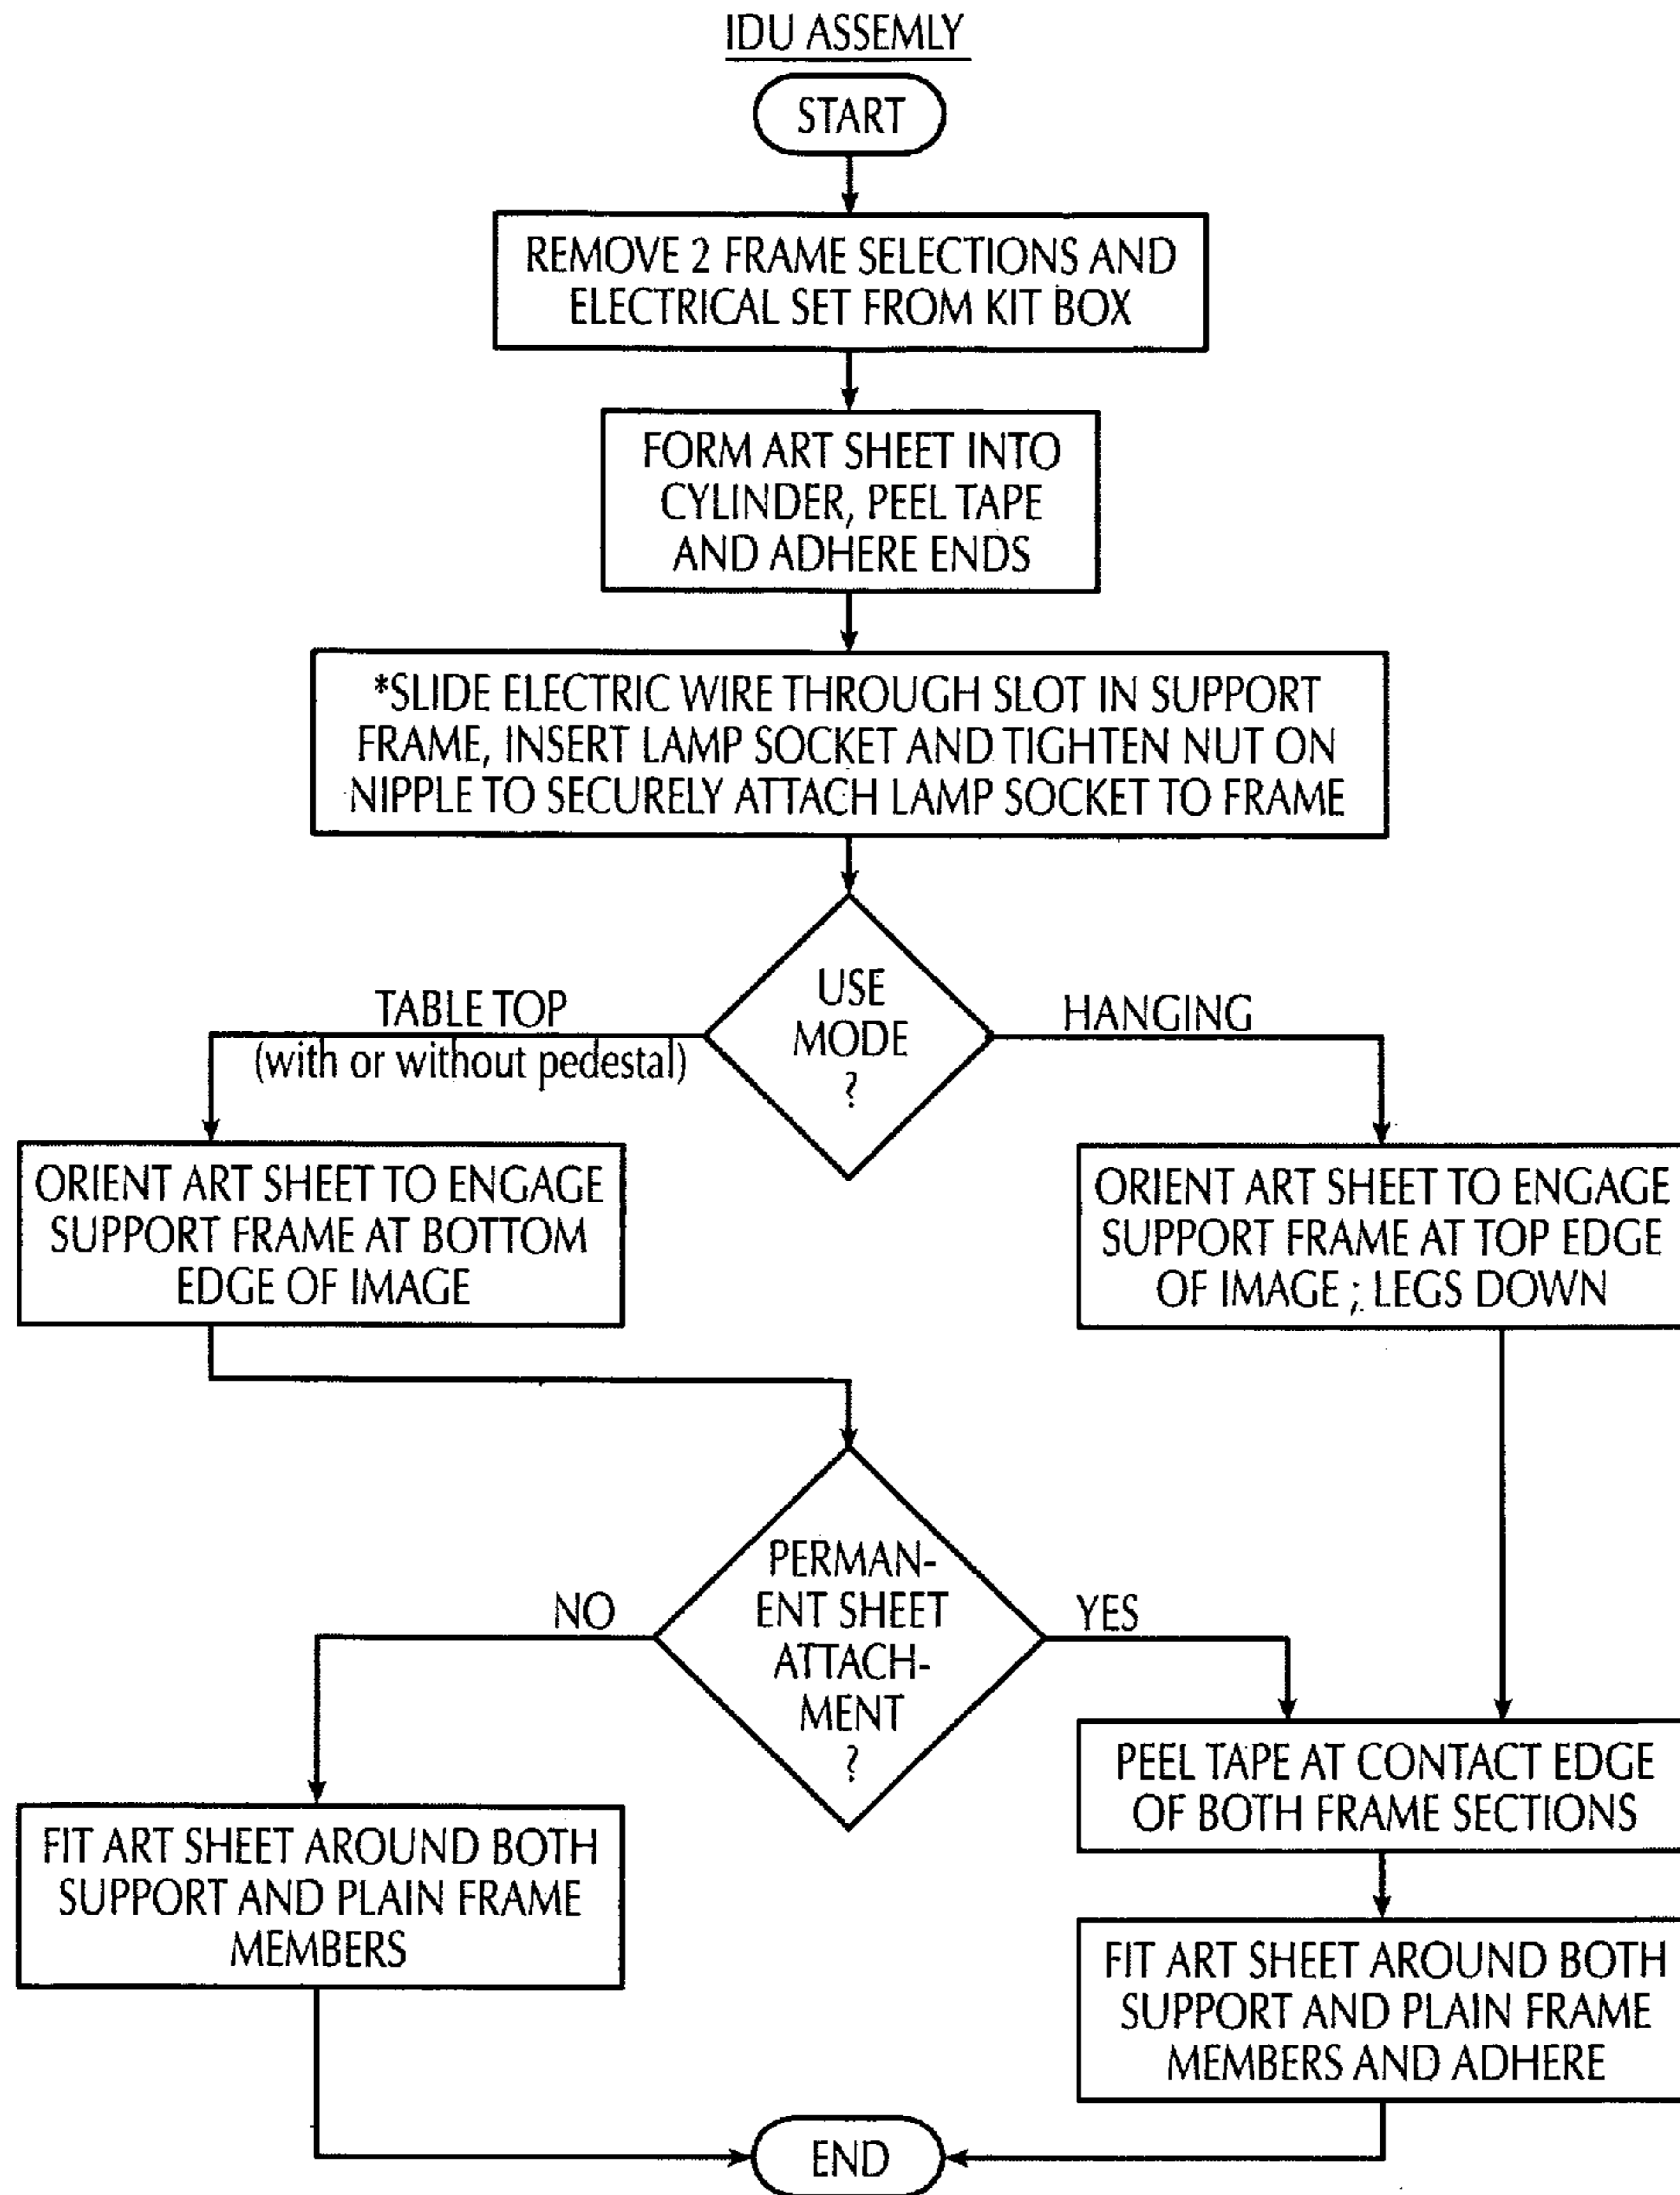 IDU ASSEMLY
START
REMOVE 2 FRAME SELECTIONS AND
ELECTRICAL SET FROM KIT BOX
FORM ART SHEET INTO
CYLINDER, PEEL TAPE
AND ADHERE ENDS
*SLIDE ELECTRIC WIRE THROUGH SLOT IN SUPPORT
FRAME, INSERT LAMP SOCKET AND TIGHTEN NUT ON
NIPPLE TO SECURELY ATTACH LAMP SOCKET TO FRAME
USE
MODE
?
TABLE TOP
(with or without pedestal)
HANGING
ORIENT ART SHEET TO ENGAGE
SUPPORT FRAME AT BOTTOM
EDGE OF IMAGE
ORIENT ART SHEET TO ENGAGE
SUPPORT FRAME AT TOP EDGE
OF IMAGE ; LEGS DOWN
PERMAN-
ENT SHEET
ATTACH-
MENT
?
NO
YES
FIT ART SHEET AROUND BOTH
SUPPORT AND PLAIN FRAME
MEMBERS
PEEL TAPE AT CONTACT EDGE
OF BOTH FRAME SECTIONS
FIT ART SHEET AROUND BOTH
SUPPORT AND PLAIN FRAME
MEMBERS AND ADHERE
END